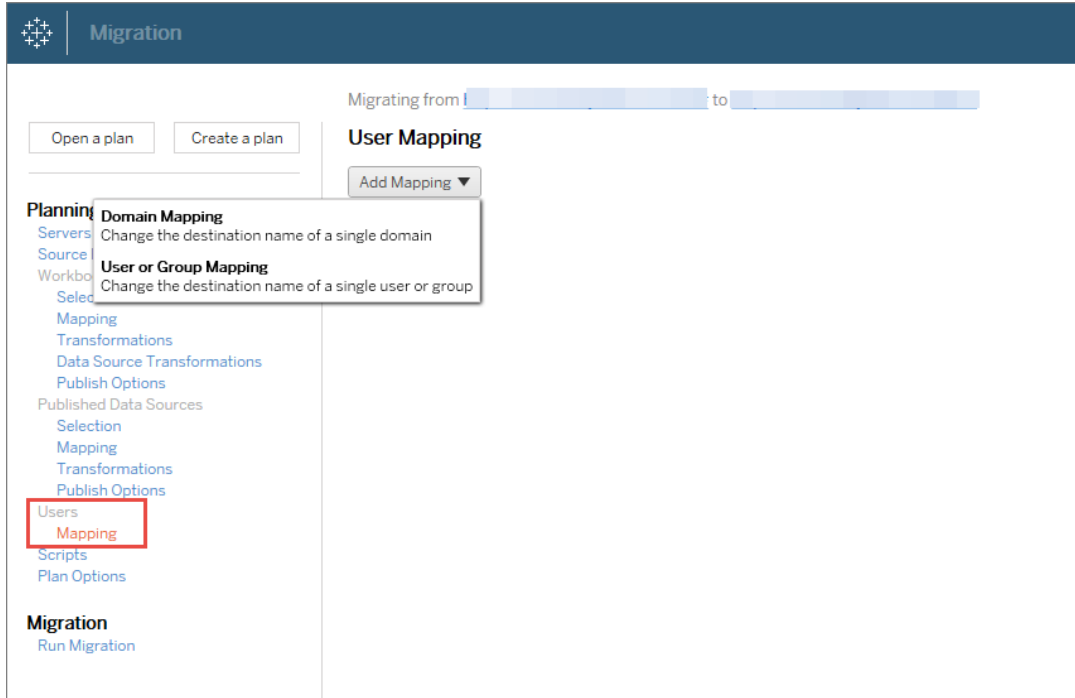 Migration
Migrating from to
Open a plan Create a plan
User Mapping
Add Mapping ▼
Planning
Domain Mapping
Servers
Change the destination name of a single domain
Source
User or Group Mapping
Change the destination name of a single user or group
Mapping
Transformations
Data Source Transformations
Publish Options
Published Data Sources
Selection
Mapping
Transformations
Publish Options
Users
Mapping
Scripts
Plan Options
Migration
Run Migration